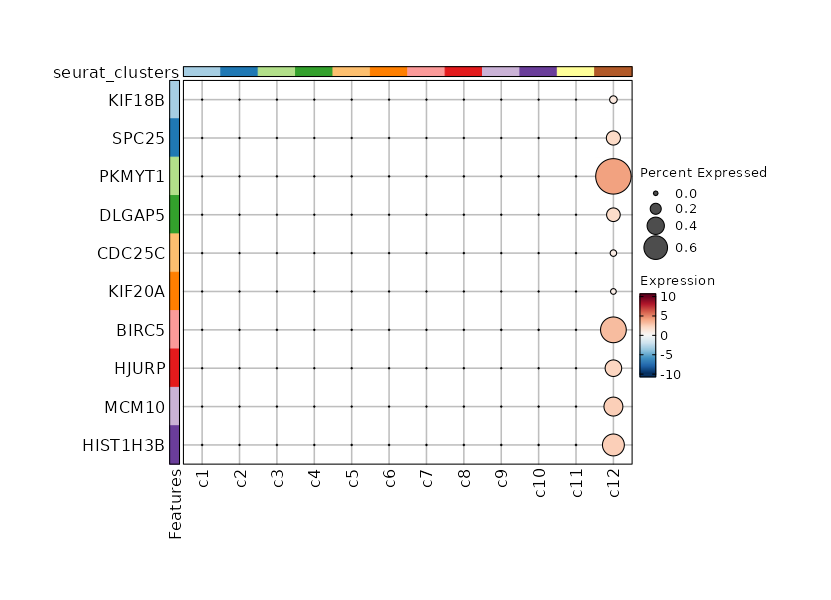 seurat_clusters
KIF18B
SPC25
PKMYT1
DLGAP5
CDC25C
KIF20A
BIRC5
HJURP
MCM10
HIST1H3B
Features
c1
c2
c3
c4
c5
c6
c7
c8
c9
c10
c11
c12
Percent Expressed
0.0
0.2
0.4
0.6
Expression
10
5
0
-5
-10